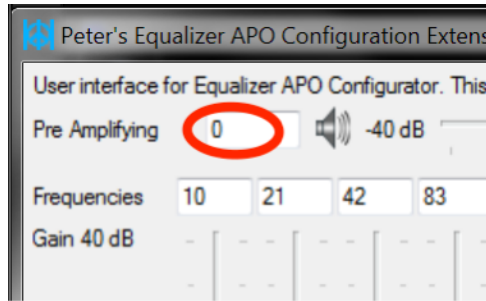 Peter's Equalizer APO Configuration Extens
User interface for Equalizer APO Configurator. This
Pre Amplifying 0 -40 dB
Frequencies 10 21 42 83
Gain 40 dB